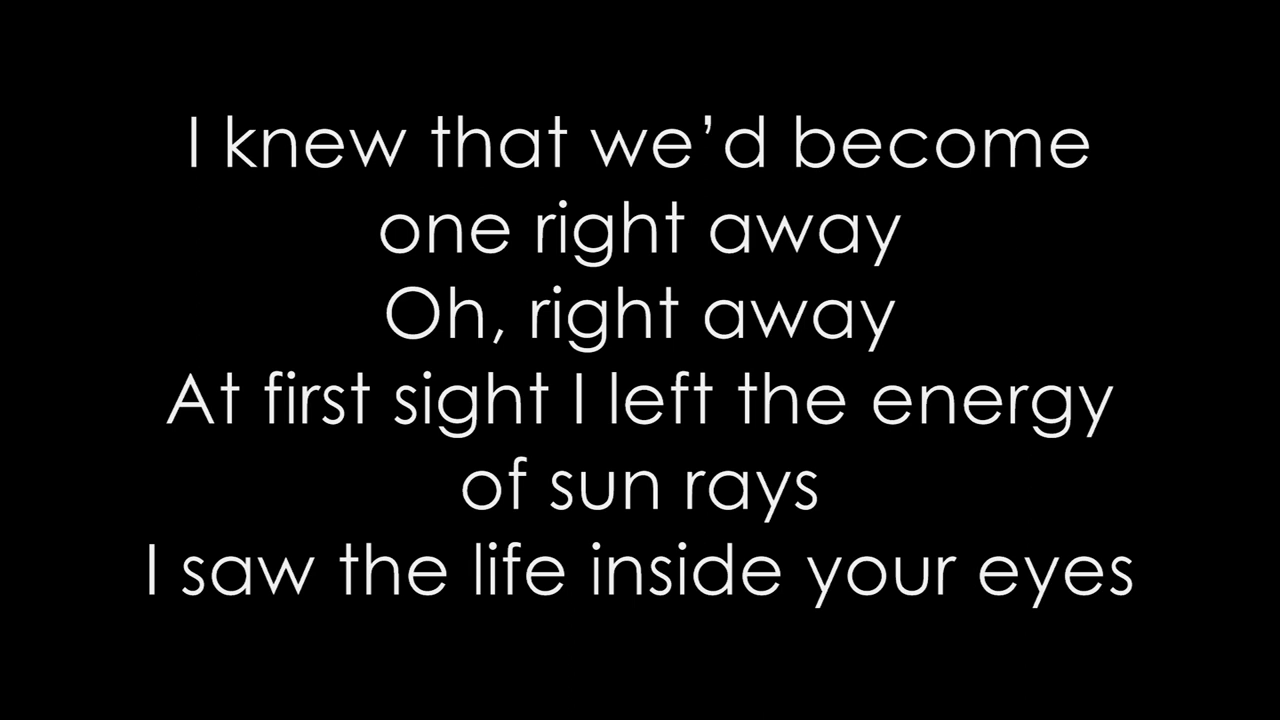 I knew that we’d become
one right away
Oh, right away
At first sight I left the energy
of sun rays
I saw the life inside your eyes